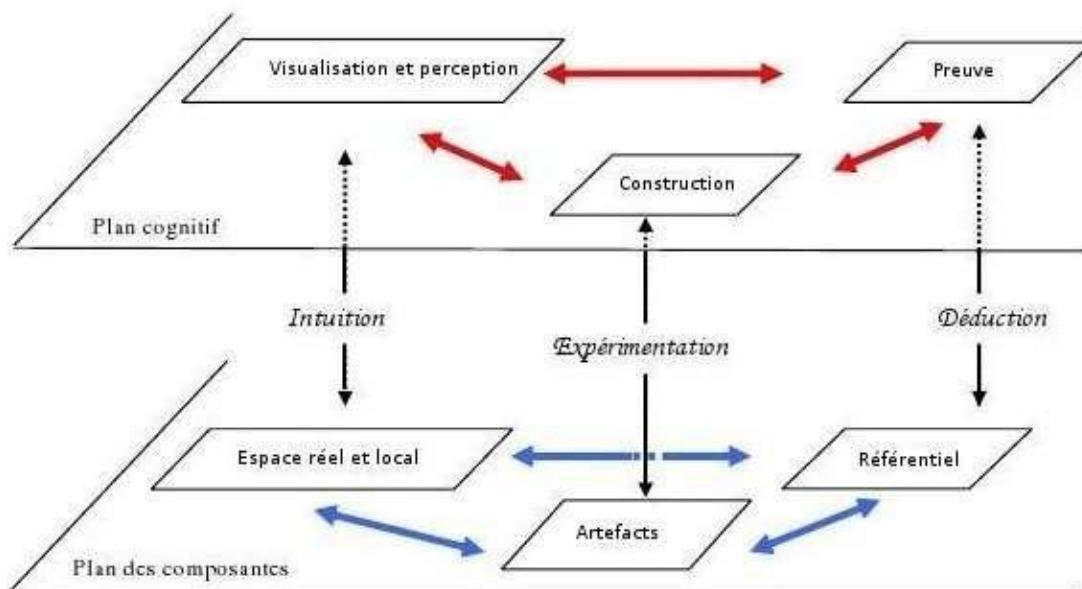 Visualisation et perception
Preuve
Construction
Plan cognitif
Intuition
Expérimentation
Déduction
Espace réel et local
Référentiel
Artefacts
Plan des composantes